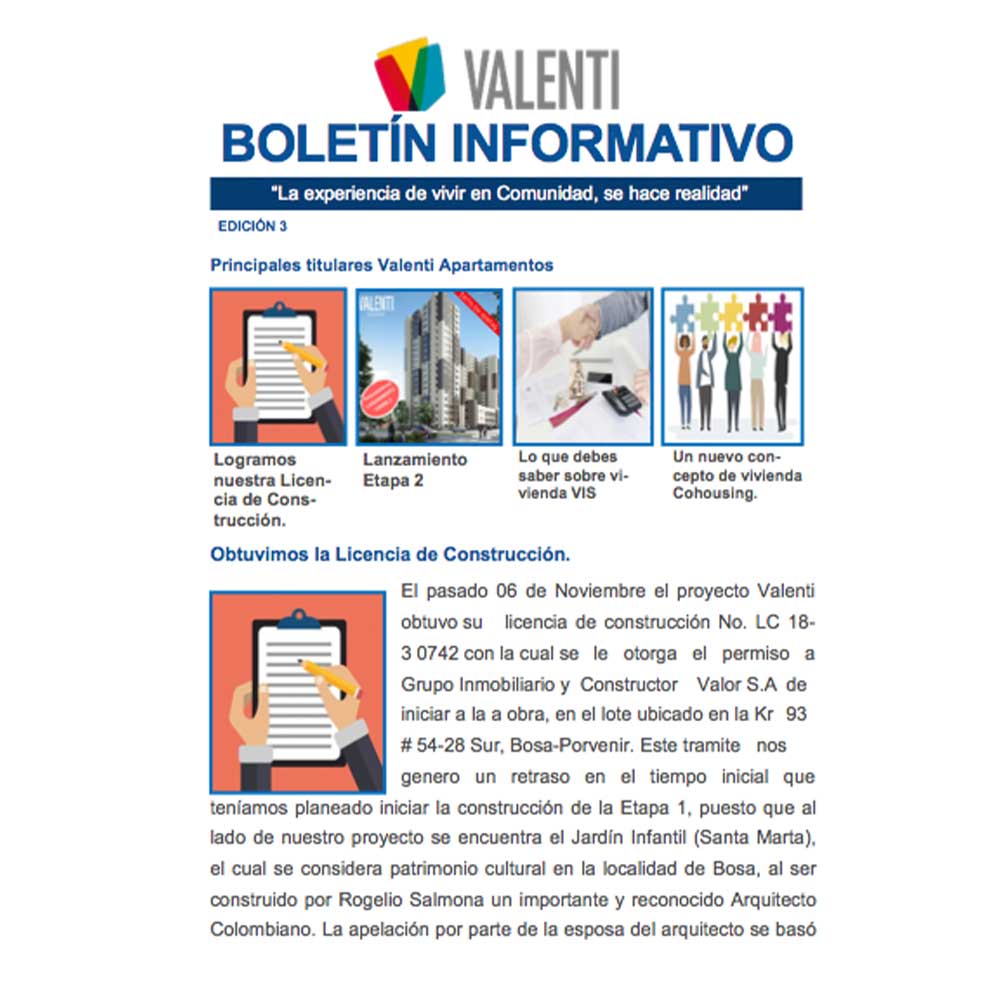 VALENTI
BOLETÍN INFORMATIVO
“La experiencia de vivir en Comunidad, se hace realidad”
EDICIÓN 3
Principales titulares Valenti Apartamentos
VALENTI
Logramos
nuestra Licen-
cia de Cons-
trucción.
Lanzamiento
Etapa 2
Lo que debes
saber sobre vi-
vienda VIS
Un nuevo con-
cepto de vivienda
Cohousing.
Obtuvimos la Licencia de Construcción.
El pasado 06 de Noviembre el proyecto Valenti
obtuvo su licencia de construcción No. LC 18-
3 0742 con la cual se le otorga el permiso a
Grupo Inmobiliario y Constructor Valor S.A de
iniciar a la a obra, en el lote ubicado en la Kr 93
# 54-28 Sur, Bosa-Porvenir. Este tramite nos
genero un retraso en el tiempo inicial que
teníamos planeado iniciar la construcción de la Etapa 1, puesto que al
lado de nuestro proyecto se encuentra el Jardín Infantil (Santa Marta),
el cual se considera patrimonio cultural en la localidad de Bosa, al ser
construido por Rogelio Salmona un importante y reconocido Arquitecto
Colombiano. La apelación por parte de la esposa del arquitecto se basó